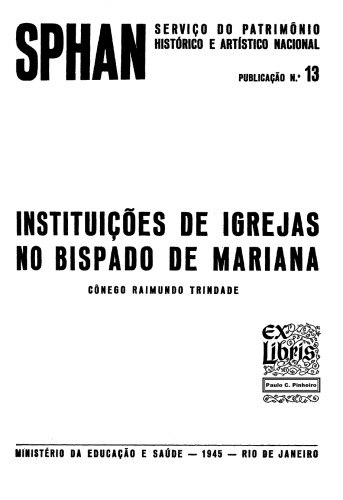 SPHAN
SERVIÇO DO PATRIMÔNIO
HISTÓRICO E ARTÍSTICO NACIONAL
PUBLICAÇÃO N.º 13
INSTITUIÇÕES DE IGREJAS
NO BISPADO DE MARIANA
CÔNEGO RAIMUNDO TRINDADE
EX
Libris
Paulo C. Pinheiro
MINISTÉRIO DA EDUCAÇÃO E SAÚDE — 1945 — RIO DE JANEIRO